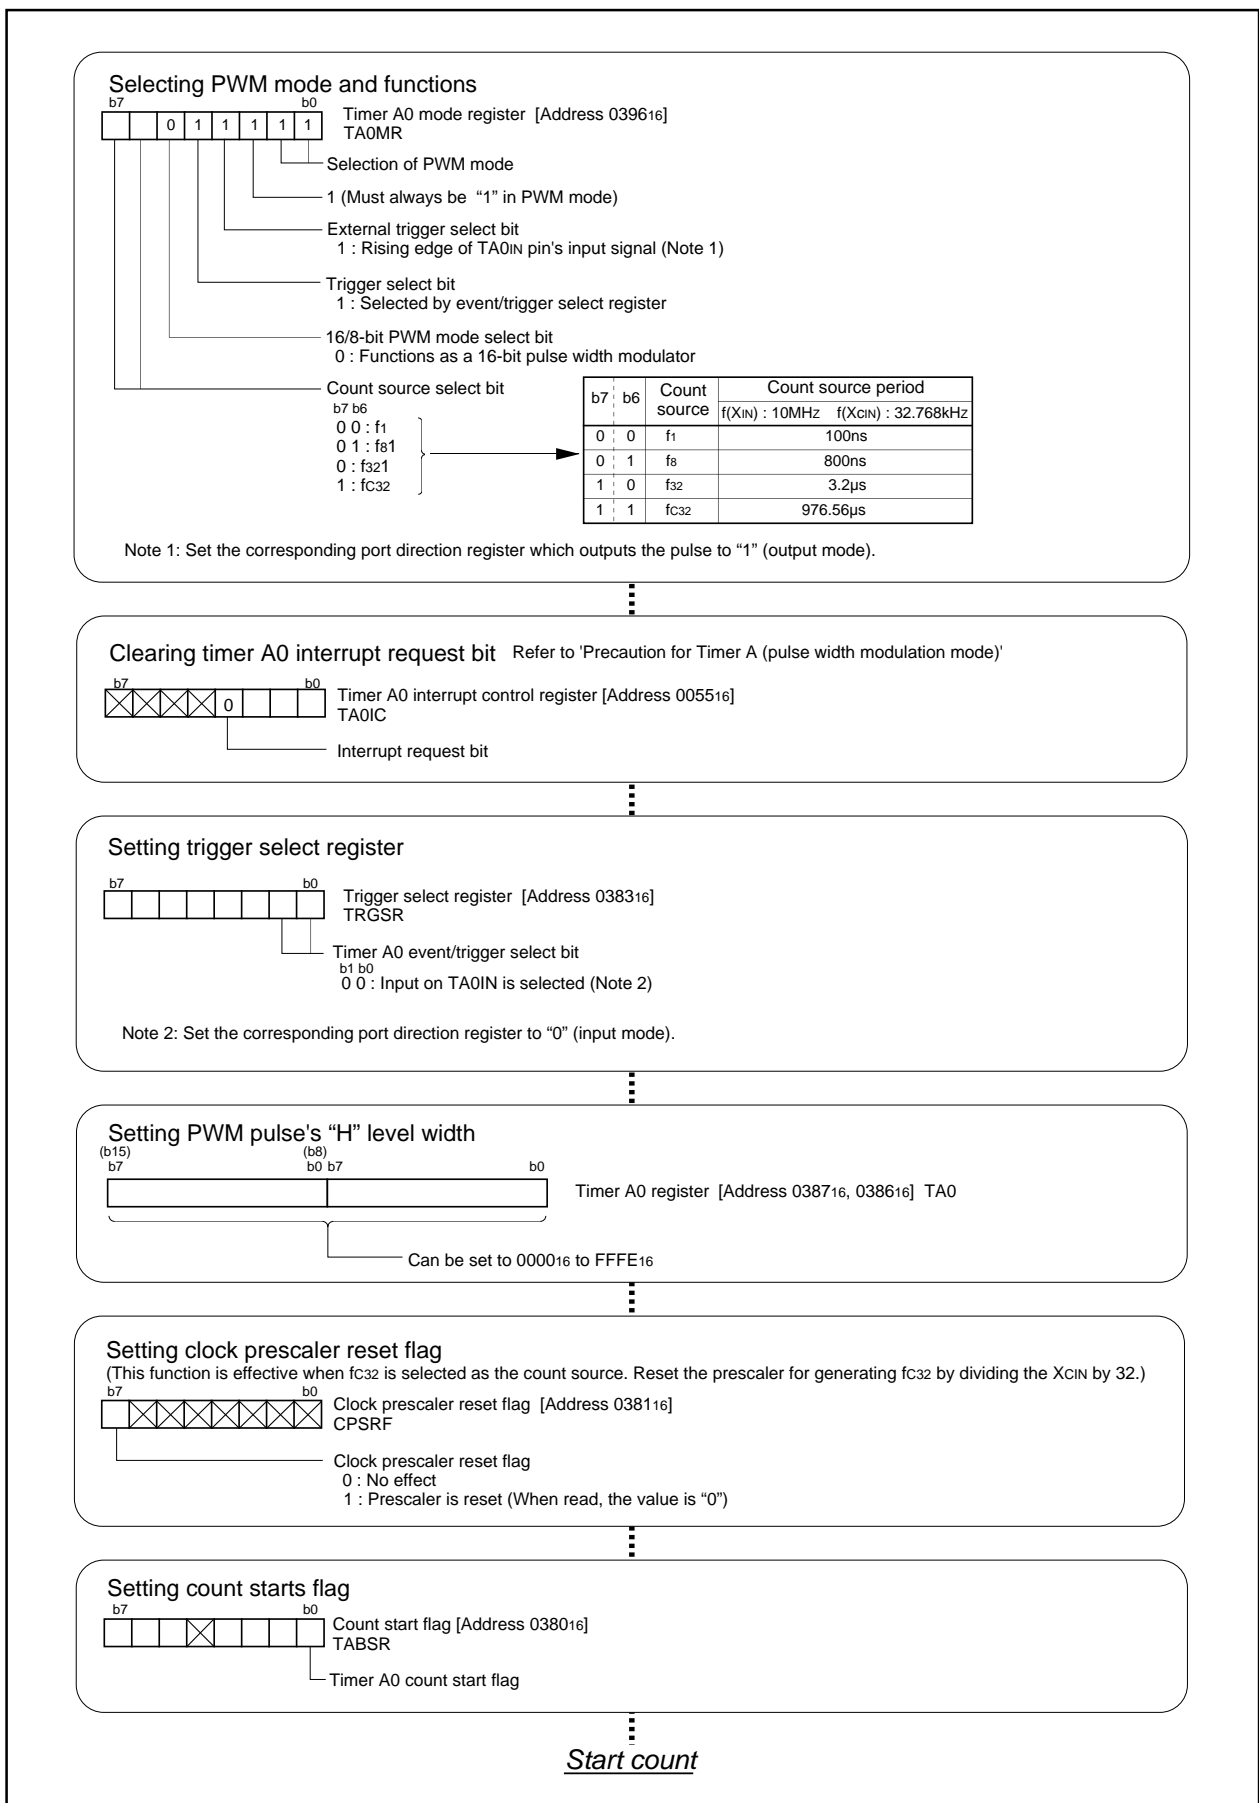 Selecting PWM mode and functions
b7 b0
0 1 1 1 1 1
Timer A0 mode register [Address 039616]
TA0MR
Selection of PWM mode
1 (Must always be “1” in PWM mode)
External trigger select bit
1 : Rising edge of TA0IN pin's input signal (Note 1)
Trigger select bit
1 : Selected by event/trigger select register
16/8-bit PWM mode select bit
0 : Functions as a 16-bit pulse width modulator
Count source select bit
b7 b6
0 0 : f1
0 1 : f81
0 : f321
1 : fC32
b7 b6 Count source Count source period
f(XIN) : 10MHz f(XCIN) : 32.768kHz
0 0 f1 100ns
0 1 f8 800ns
1 0 f32 3.2µs
1 1 fC32 976.56µs
Note 1: Set the corresponding port direction register which outputs the pulse to “1” (output mode).
Clearing timer A0 interrupt request bit Refer to 'Precaution for Timer A (pulse width modulation mode)'
b7 b0
0
Timer A0 interrupt control register [Address 005516]
TA0IC
Interrupt request bit
Setting trigger select register
b7 b0
Trigger select register [Address 038316]
TRGSR
Timer A0 event/trigger select bit
b1 b0
0 0 : Input on TA0IN is selected (Note 2)
Note 2: Set the corresponding port direction register to “0” (input mode).
Setting PWM pulse's “H” level width
(b15) (b8)
b7 b0 b7 b0
Timer A0 register [Address 038716, 038616] TA0
Can be set to 000016 to FFFE16
Setting clock prescaler reset flag
(This function is effective when fC32 is selected as the count source. Reset the prescaler for generating fC32 by dividing the XCIN by 32.)
b7 b0
Clock prescaler reset flag [Address 038116]
CPSRF
Clock prescaler reset flag
0 : No effect
1 : Prescaler is reset (When read, the value is “0”)
Setting count starts flag
b7 b0
Count start flag [Address 038016]
TABSR
Timer A0 count start flag
Start count